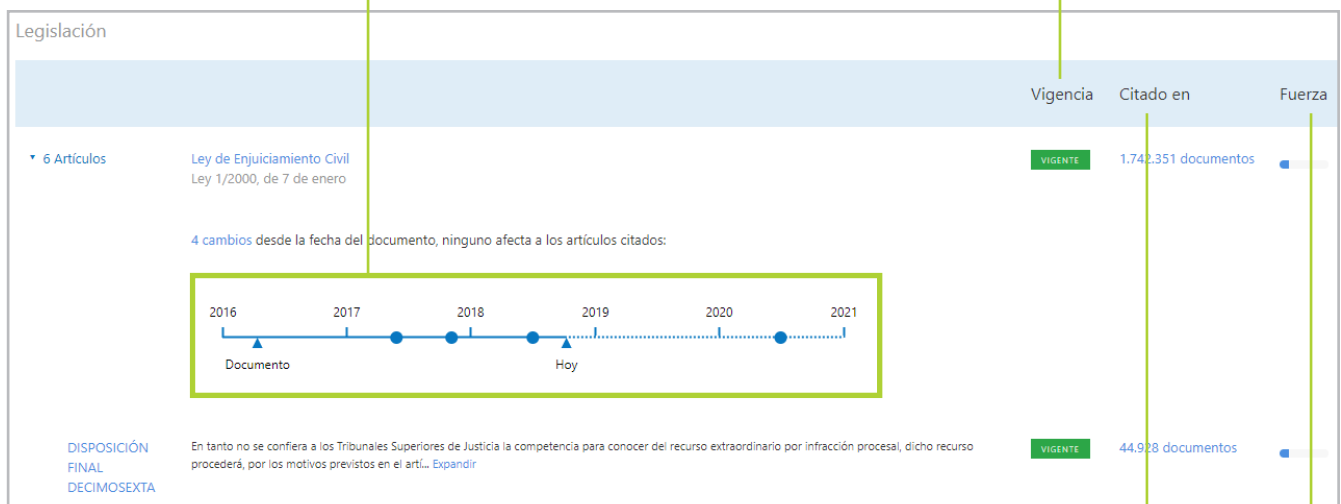 Legislación
Vigencia Citado en Fuerza
6 Artículos Ley de Enjuiciamiento Civil VIGENTE 1.742.351 documentos
Ley 1/2000, de 7 de enero
4 cambios desde la fecha del documento, ninguno afecta a los artículos citados:
2016 2017 2018 2019 2020 2021
Documento Hoy
DISPOSICIÓN FINAL DECIMOSEXTA
En tanto no se confiera a los Tribunales Superiores de Justicia la competencia para conocer del recurso extraordinario por infracción procesal, dicho recurso
procederá, por los motivos previstos en el artí... Expandir
VIGENTE 44.928 documentos